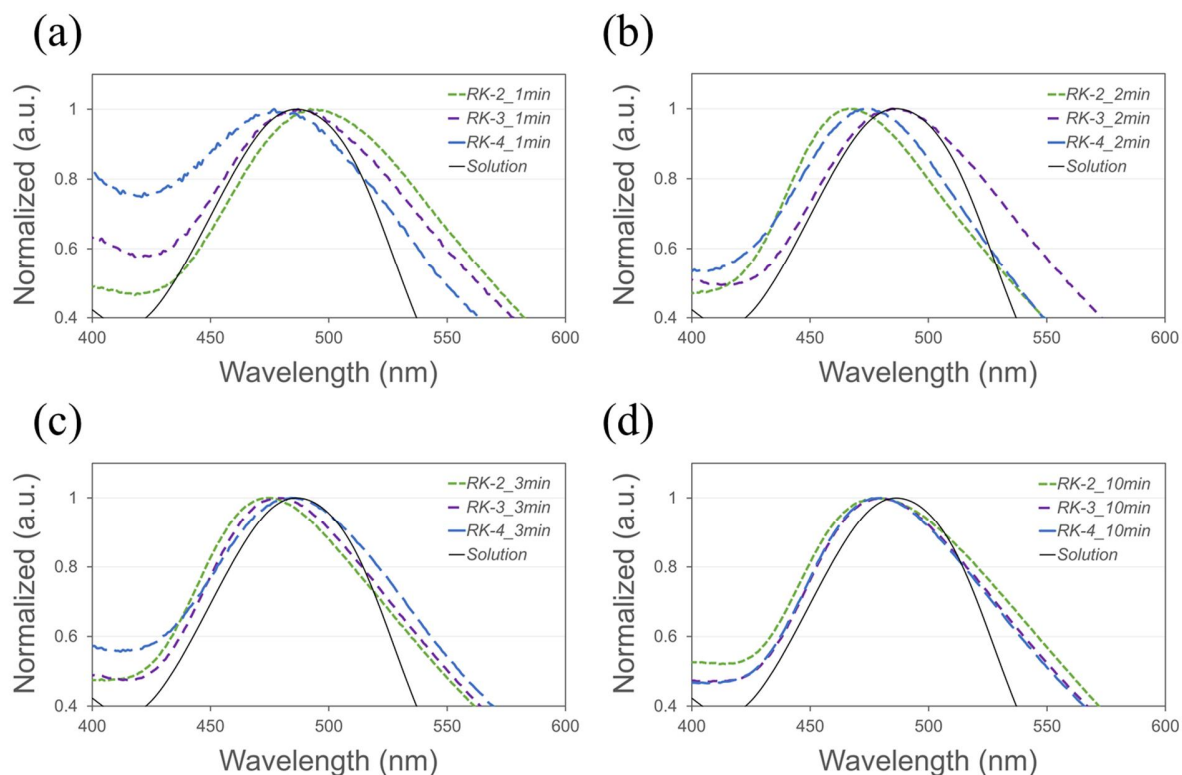 (a)
Normalized (a.u.)
1
0.8
0.6
0.4
400
450
500
550
600
Wavelength (nm)
RK-2_1min
RK-3_1min
RK-4_1min
Solution
(b)
Normalized (a.u.)
1
0.8
0.6
0.4
400
450
500
550
600
Wavelength (nm)
RK-2_2min
RK-3_2min
RK-4_2min
Solution
(c)
Normalized (a.u.)
1
0.8
0.6
0.4
400
450
500
550
600
Wavelength (nm)
RK-2_3min
RK-3_3min
RK-4_3min
Solution
(d)
Normalized (a.u.)
1
0.8
0.6
0.4
400
450
500
550
600
Wavelength (nm)
RK-2_10min
RK-3_10min
RK-4_10min
Solution